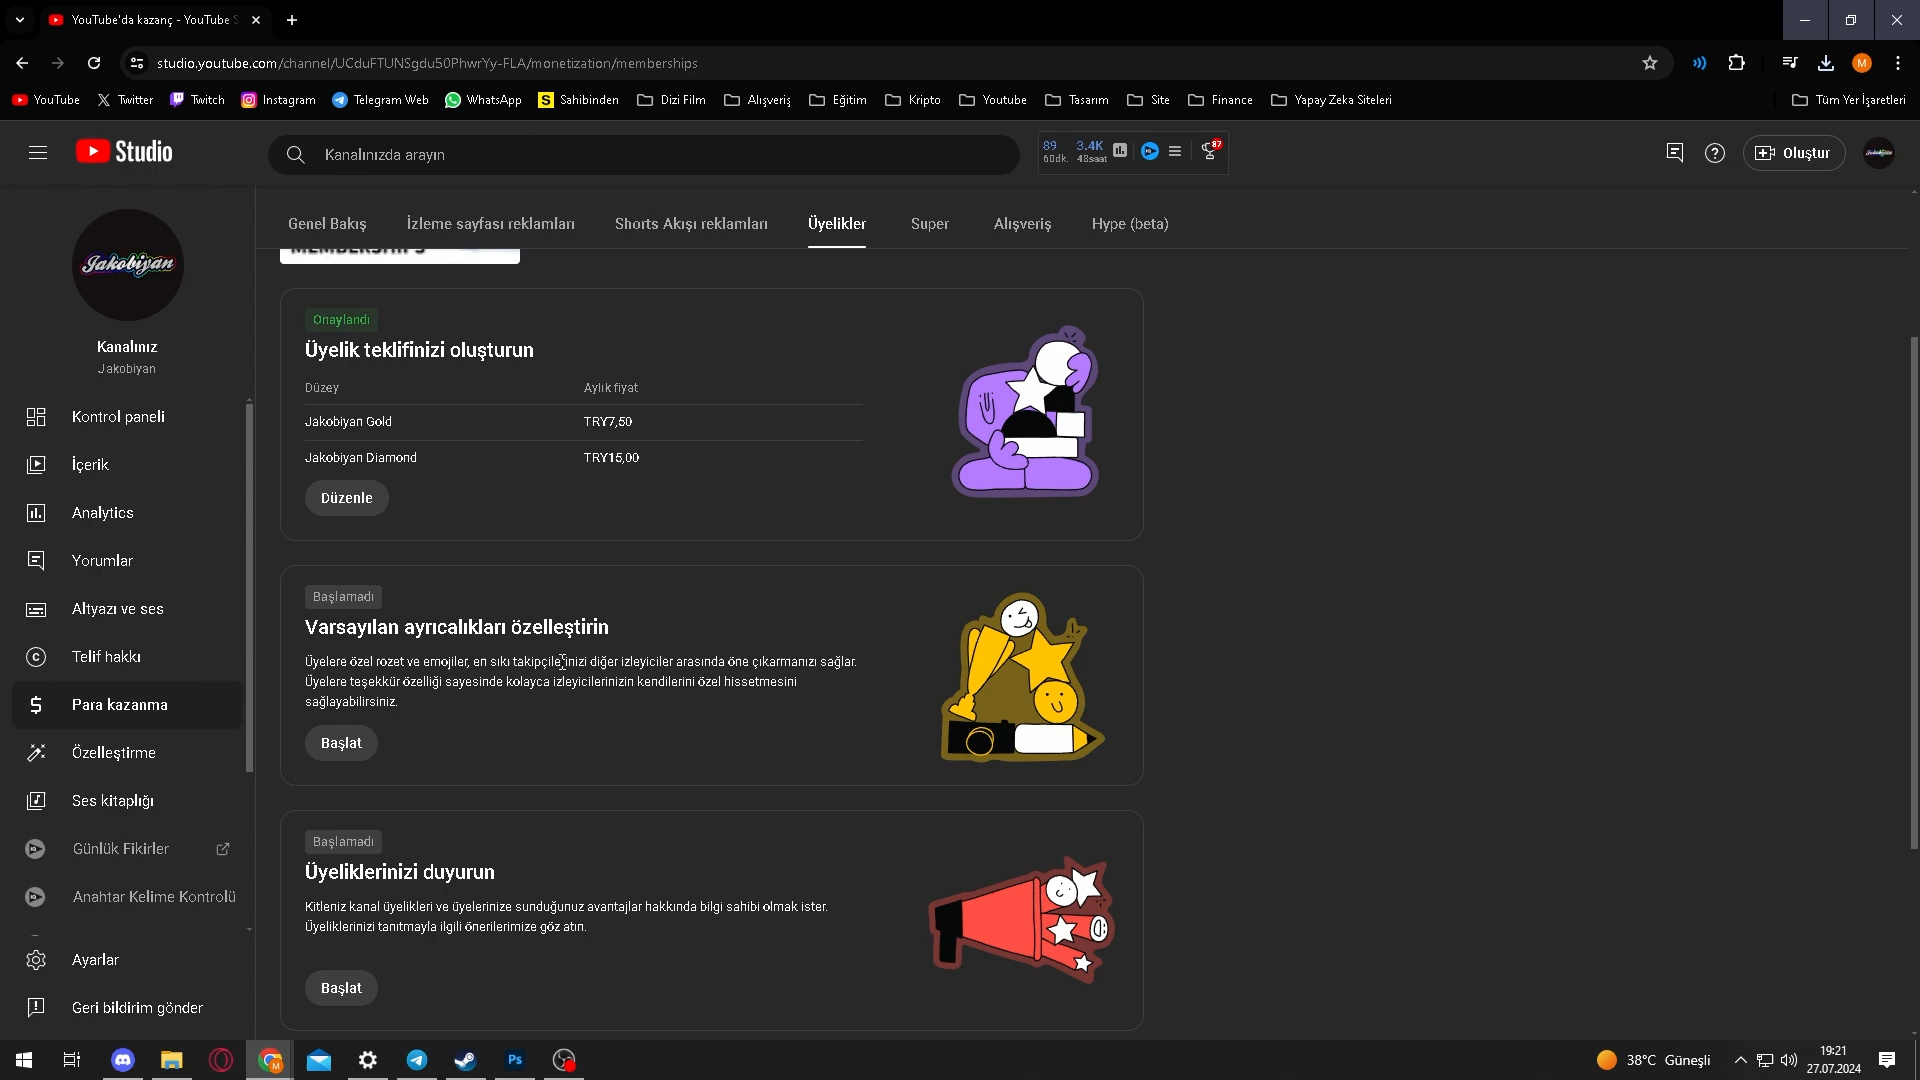 YouTube'da kazanç - YouTube S
studio.youtube.com/channel/UCduFTUNSgdu50PhwrYy-FLA/monetization/memberships
M
YouTube
Twitter
Twitch
Instagram
Telegram Web
WhatsApp
S
Sahibinden
Dizi Film
Alışveriş
Eğitim
Kripto
Youtube
Tasarım
Site
Finance
Yapay Zeka Siteleri
Tüm Yer İşaretleri
Studio
Kanalınızda arayın
89
60dk.
3.4K
48saat
87
Oluştur
Jakobiyan
Kanalınız
Jakobiyan
Kontrol paneli
İçerik
Analytics
Yorumlar
Altyazı ve ses
Telif hakkı
Para kazanma
Özelleştirme
Ses kitaplığı
Günlük Fikirler
Anahtar Kelime Kontrolü
Ayarlar
Geri bildirim gönder
Genel Bakış
İzleme sayfası reklamları
Shorts Akışı reklamları
Üyelikler
Super
Alışveriş
Hype (beta)
MEMBERSHIPS
Onaylandı
Üyelik teklifinizi oluşturun
Düzey Aylık fiyat
Jakobiyan Gold TRY7,50
Jakobiyan Diamond TRY15,00
Düzenle
Başlamadı
Varsayılan ayrıcalıkları özelleştirin
Üyelere özel rozet ve emojiler, en sıkı takipçilerinizi diğer izleyiciler arasında öne çıkarmanızı sağlar.
Üyelere teşekkür özelliği sayesinde kolayca izleyicilerinizin kendilerini özel hissetmesini
sağlayabilirsiniz.
Başlat
Başlamadı
Üyeliklerinizi duyurun
Kitleniz kanal üyelikleri ve üyelerinize sunduğunuz avantajlar hakkında bilgi sahibi olmak ister.
Üyeliklerinizi tanıtmayla ilgili önerilerimize göz atın.
Başlat
M
Ps
38°C Güneşli
19:21
27.07.2024